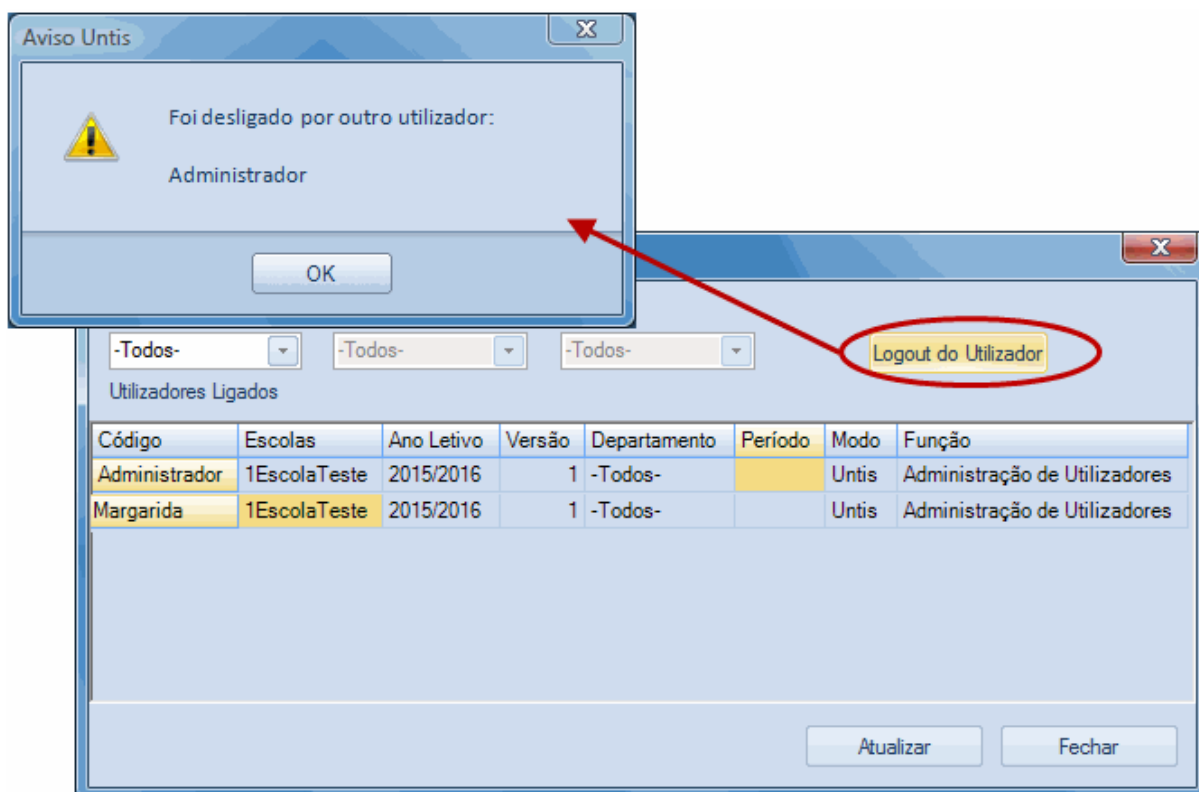 Aviso Untis
Foi desligado por outro utilizador:
Administrador
OK
-Todos- -Todos- -Todos- Logout do Utilizador
Utilizadores Ligados
Código Escolas Ano Letivo Versão Departamento Período Modo Função
Administrador 1EscolaTeste 2015/2016 1 -Todos- Untis Administração de Utilizadores
Margarida 1EscolaTeste 2015/2016 1 -Todos- Untis Administração de Utilizadores
Atualizar Fechar